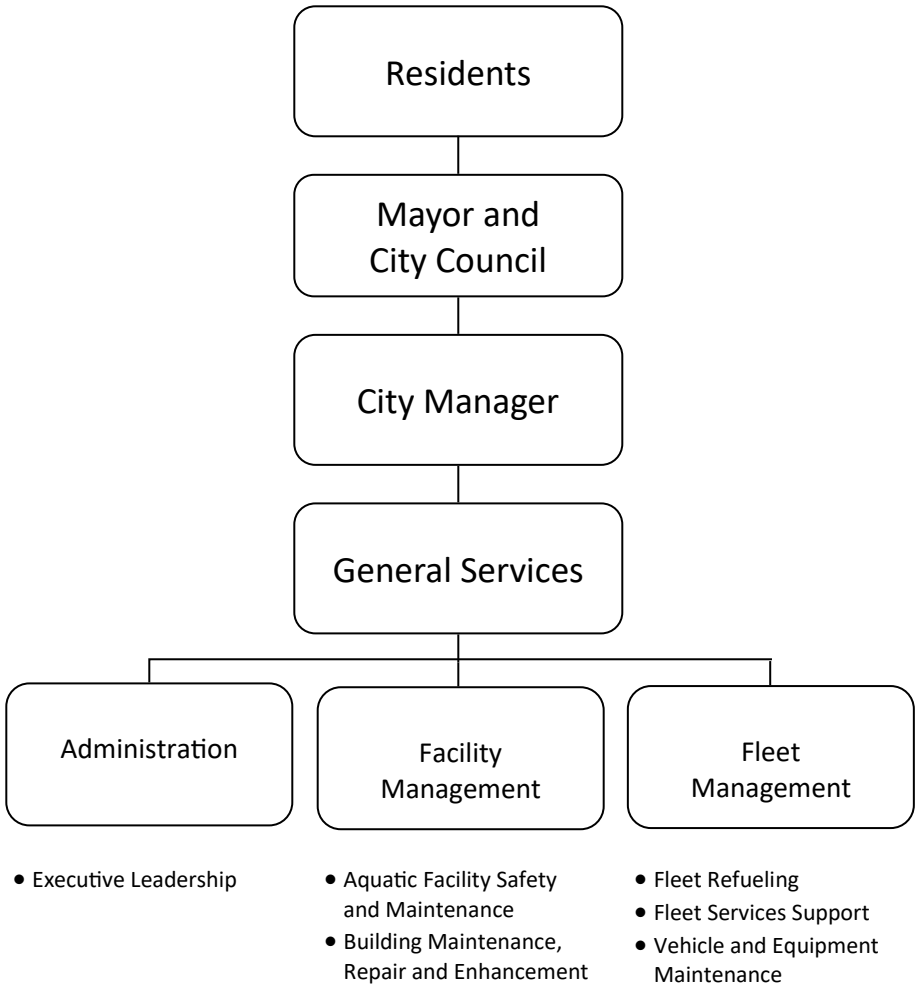 Residents
Mayor and
City Council
City Manager
General Services
Administration
Facility
Management
Fleet
Management
• Executive Leadership
• Aquatic Facility Safety
and Maintenance
• Building Maintenance,
Repair and Enhancement
• Fleet Refueling
• Fleet Services Support
• Vehicle and Equipment
Maintenance